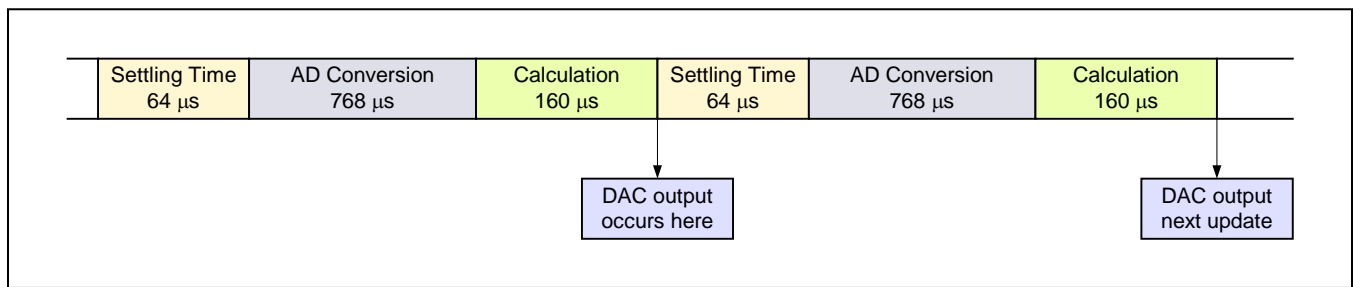 Settling Time
64 μs
AD Conversion
768 μs
Calculation
160 μs
Settling Time
64 μs
AD Conversion
768 μs
Calculation
160 μs
DAC output
occurs here
DAC output
next update